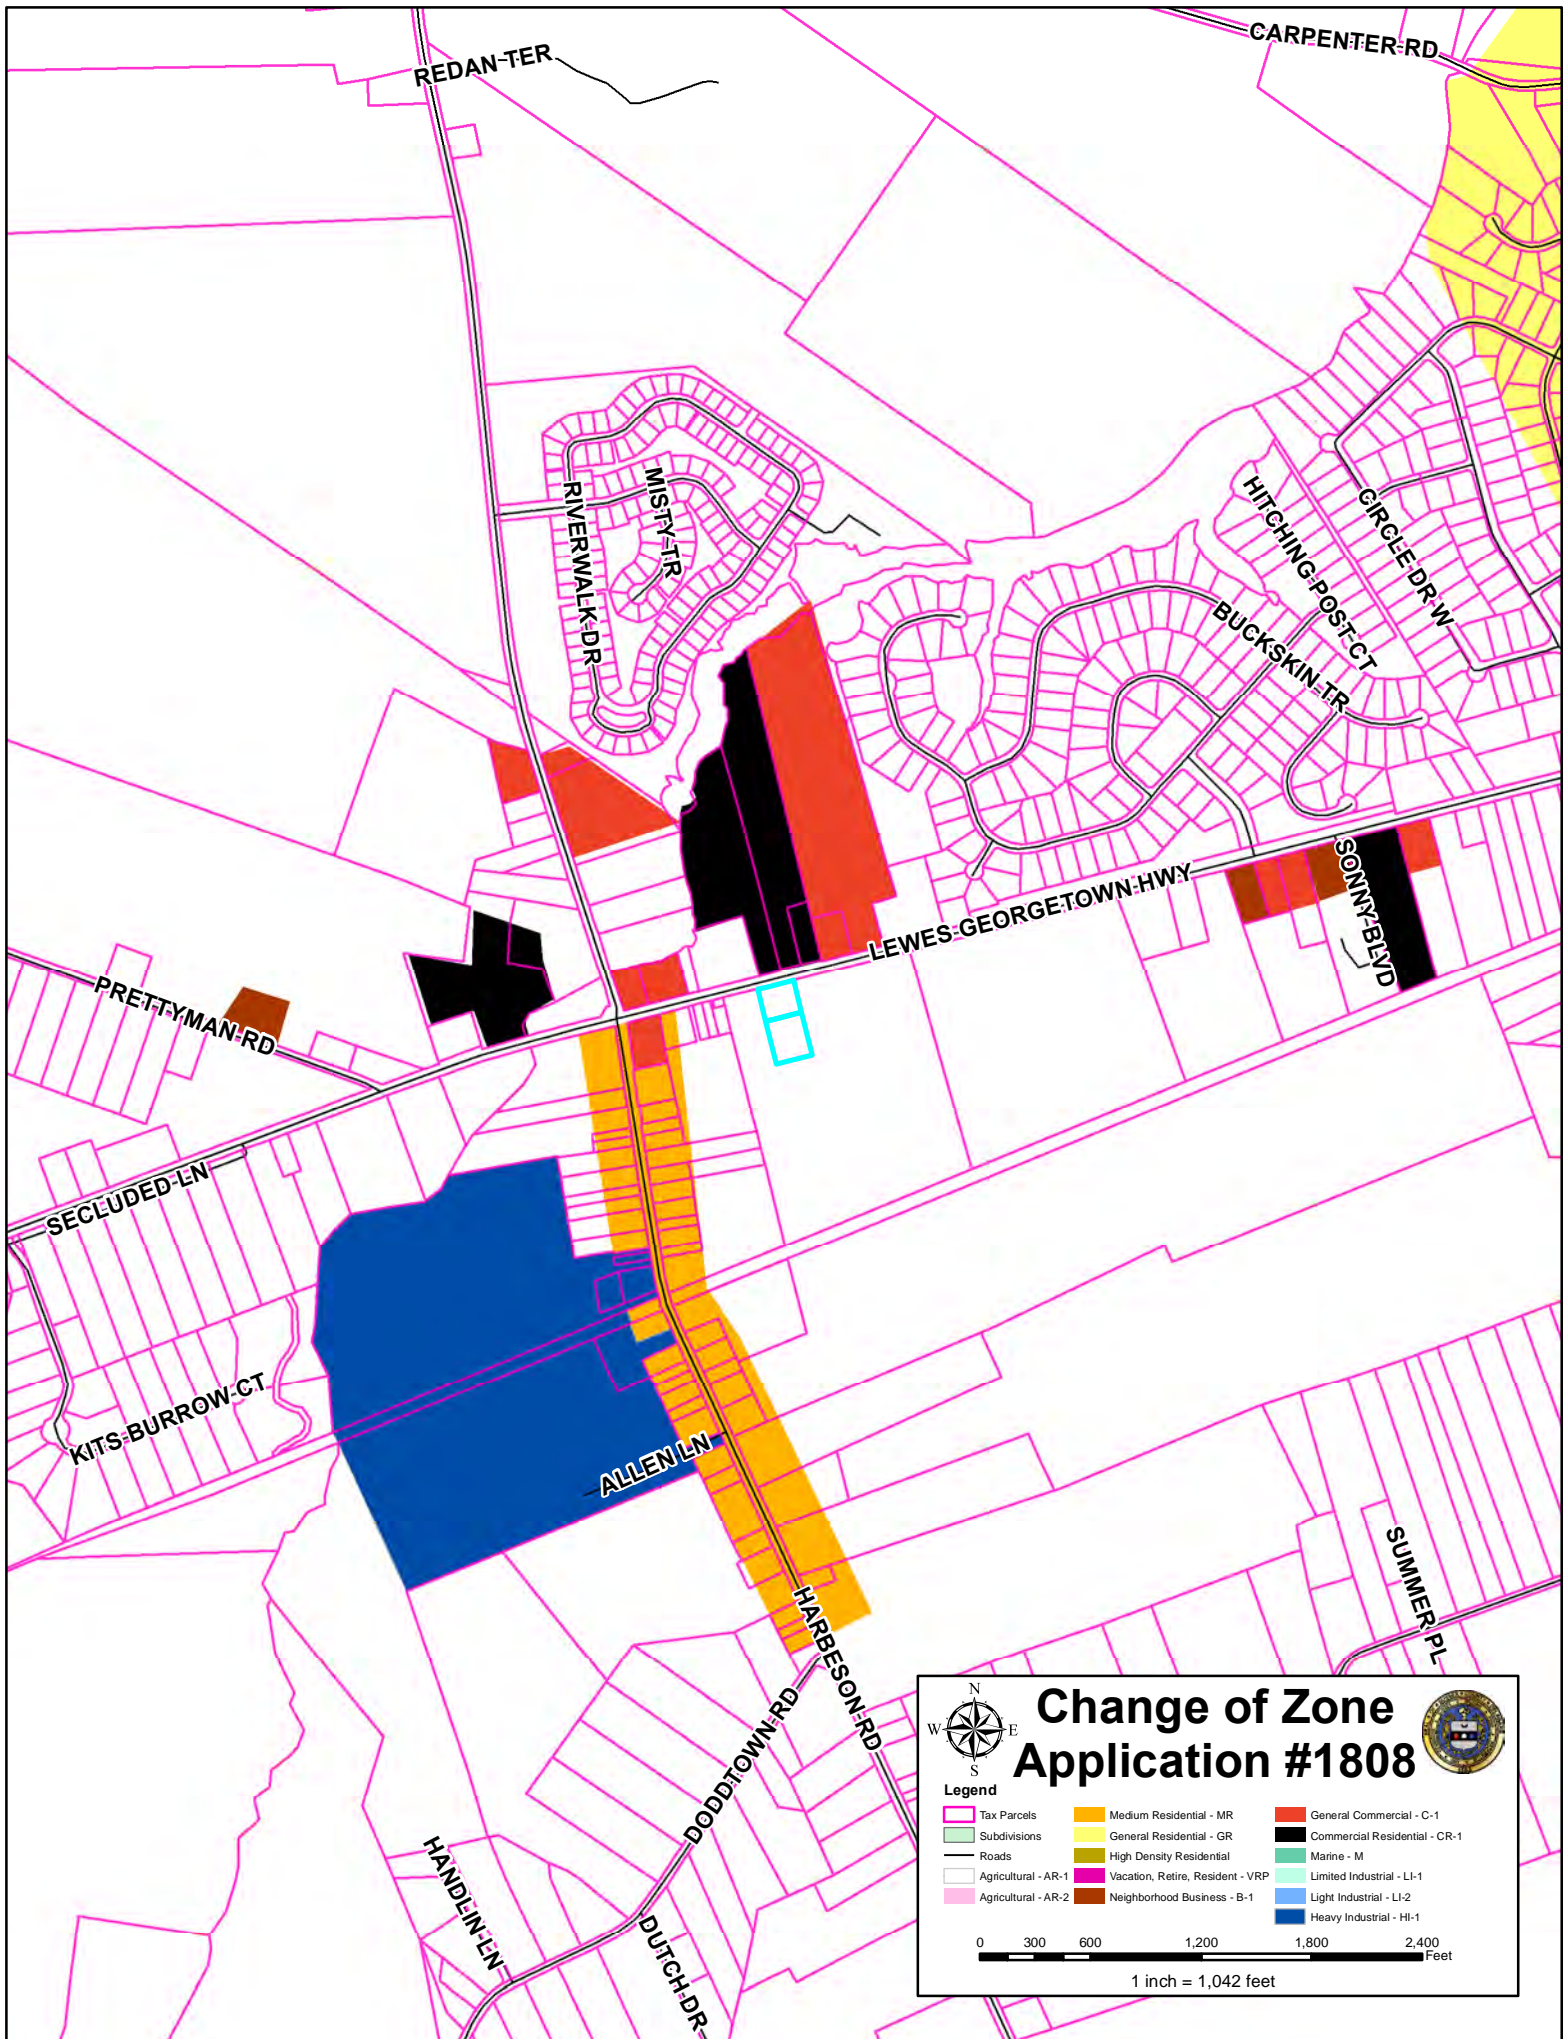 CARPENTER RD
REDAN TER
MISTY TR
RIVERWALK DR
HITCHING POST CT
CIRCLE DR W
BUCKSKIN TR
SONNY BLVD
LEWES GEORGETOWN HWY
PRETTYMAN RD
SECLUDED LN
KITS BURROW CT
ALLEN LN
SUMMER PL
HARBESON RD
DODDTOWN RD
HANDLIN LN
DUTCH DR
N
W E
S
Change of Zone
Application #1808
Legend
Tax Parcels
Subdivisions
Roads
Agricultural - AR-1
Agricultural - AR-2
Medium Residential - MR
General Residential - GR
High Density Residential
Vacation, Retire, Resident - VRP
Neighborhood Business - B-1
General Commercial - C-1
Commercial Residential - CR-1
Marine - M
Limited Industrial - LI-1
Light Industrial - LI-2
Heavy Industrial - HI-1
0 300 600 1,200 1,800 2,400
Feet
1 inch = 1,042 feet